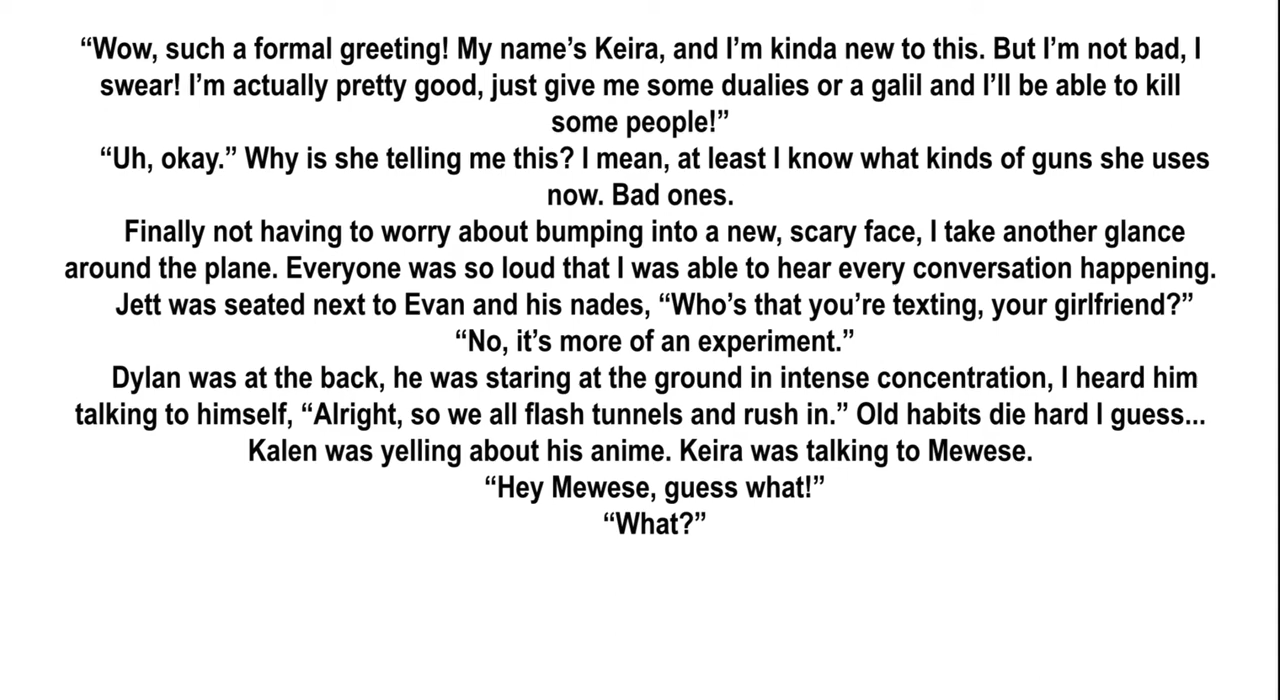 “Wow, such a formal greeting! My name’s Keira, and I’m kinda new to this. But I’m not bad, I
swear! I’m actually pretty good, just give me some dualies or a galil and I’ll be able to kill
some people!”
“Uh, okay.” Why is she telling me this? I mean, at least I know what kinds of guns she uses
now. Bad ones.
Finally not having to worry about bumping into a new, scary face, I take another glance
around the plane. Everyone was so loud that I was able to hear every conversation happening.
Jett was seated next to Evan and his nades, “Who’s that you’re texting, your girlfriend?”
“No, it’s more of an experiment.”
Dylan was at the back, he was staring at the ground in intense concentration, I heard him
talking to himself, “Alright, so we all flash tunnels and rush in.” Old habits die hard I guess...
Kalen was yelling about his anime. Keira was talking to Mewese.
“Hey Mewese, guess what!”
“What?”